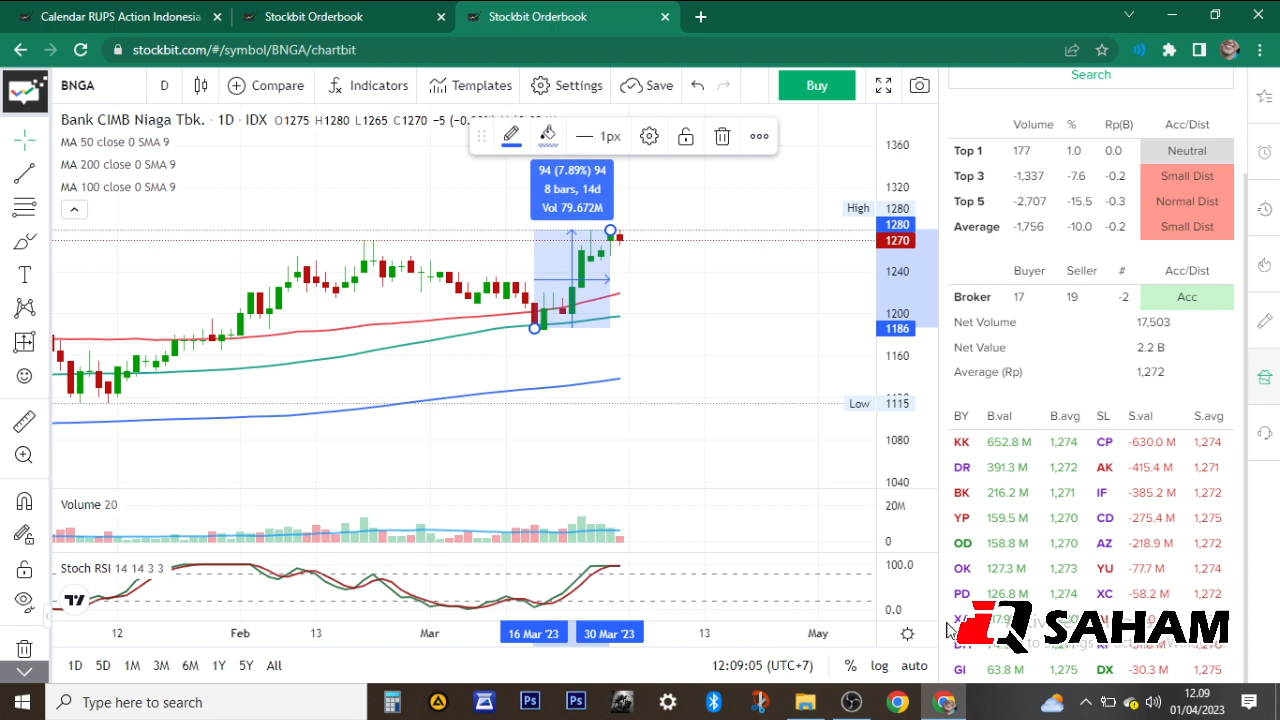 Calendar RUPS Action Indonesia
Stockbit Orderbook
Stockbit Orderbook
stockbit.com/#/symbol/BNGA/chartbit
BNGA
D
Compare
Indicators
Templates
Settings
Save
Buy
Search
Bank CIMB Niaga Tbk. · 1D · IDX O1275 H1280 L1265 C1270 −5
MA 50 close 0 SMA 9
MA 200 close 0 SMA 9
MA 100 close 0 SMA 9
1px
94 (7.89%) 94
8 bars, 14d
Vol 79.672M
1360
1320
High 1280
1280
1270
1240
1200
1186
1160
Low 1115
1080
1040
Volume 20
20M
0
Stoch RSI 14 14 3 3
100.0
0.0
12 Feb 13 Mar 16 Mar '23 30 Mar '23 13 May
1D 5D 1M 3M 6M 1Y 5Y All
12:09:05 (UTC+7) % log auto
Volume % Rp(B) Acc/Dist
Top 1 177 1.0 0.0 Neutral
Top 3 -1,337 -7.6 -0.2 Small Dist
Top 5 -2,707 -15.5 -0.3 Normal Dist
Average -1,756 -10.0 -0.2 Small Dist
Buyer Seller # Acc/Dist
Broker 17 19 -2 Acc
Net Volume 17,503
Net Value 2.2 B
Average (Rp) 1,272
BY B.val B.avg SL S.val S.avg
KK 652.8 M 1,274 CP -630.0 M 1,274
DR 391.3 M 1,272 AK -415.4 M 1,271
BK 216.2 M 1,271 IF -385.2 M 1,272
YP 159.5 M 1,270 CD -275.4 M 1,275
OD 158.8 M 1,270 AZ -218.9 M 1,272
OK 127.3 M 1,273 YU -77.7 M 1,274
PD 126.8 M 1,274 XC -58.2 M 1,274
IQ SAHAM
GI 63.8 M 1,275 DX -30.3 M 1,274
Type here to search
12.09
01/04/2023